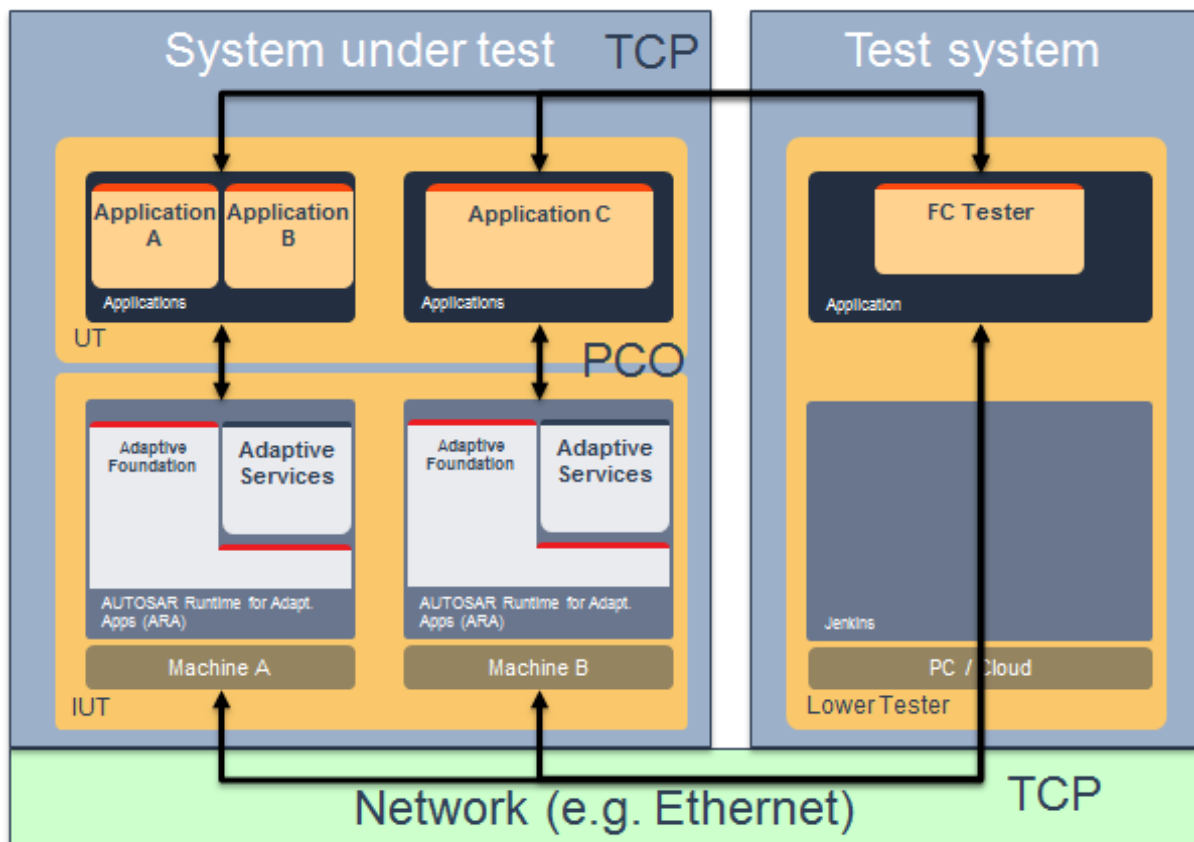 System under test
TCP
Test system
Application
A
Application
B
Applications
Application C
Applications
FC Tester
Application
UT
PCO
Adaptive
Foundation
Adaptive
Services
AUTOSAR Runtime for Adapt.
Apps (ARA)
Machine A
Adaptive
Foundation
Adaptive
Services
AUTOSAR Runtime for Adapt.
Apps (ARA)
Machine B
IUT
Jenkins
PC / Cloud
Lower Tester
Network (e.g. Ethernet)
TCP